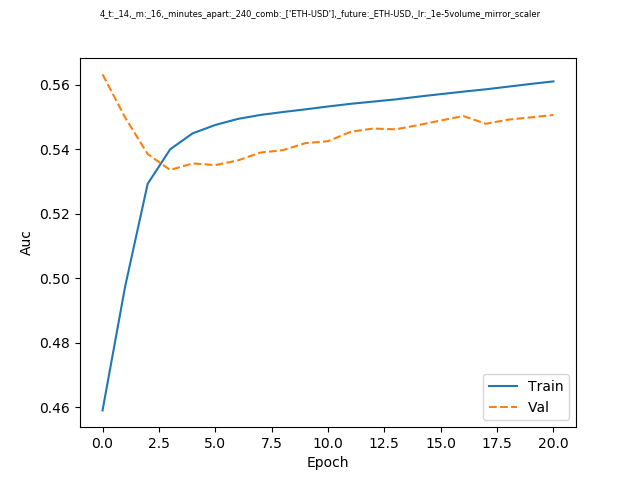 4_t:_14,_m:_16,_minutes_apart:_240_comb:_['ETH-USD'],_future:_ETH-USD,_lr:_1e-5volume_mirror_scaler
0.56
0.54
0.52
0.50
0.48
0.46
Auc
Train
Val
0.0 2.5 5.0 7.5 10.0 12.5 15.0 17.5 20.0
Epoch